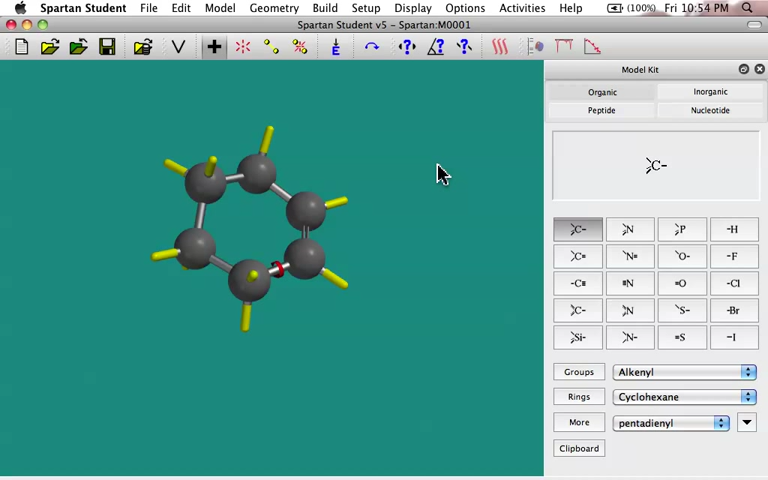 Spartan Student File Edit Model Geometry Build Setup Display Options Activities Help (100%) Fri 10:54 PM
Spartan Student v5 - Spartan:M0001
Model Kit
Organic Inorganic
Peptide Nucleotide
C-
C- N P -H
C= N= O- -F
-C≡ ≡N =O -Cl
C- N S- -Br
Si- N- =S -I
Groups Alkenyl
Rings Cyclohexane
More pentadienyl
Clipboard